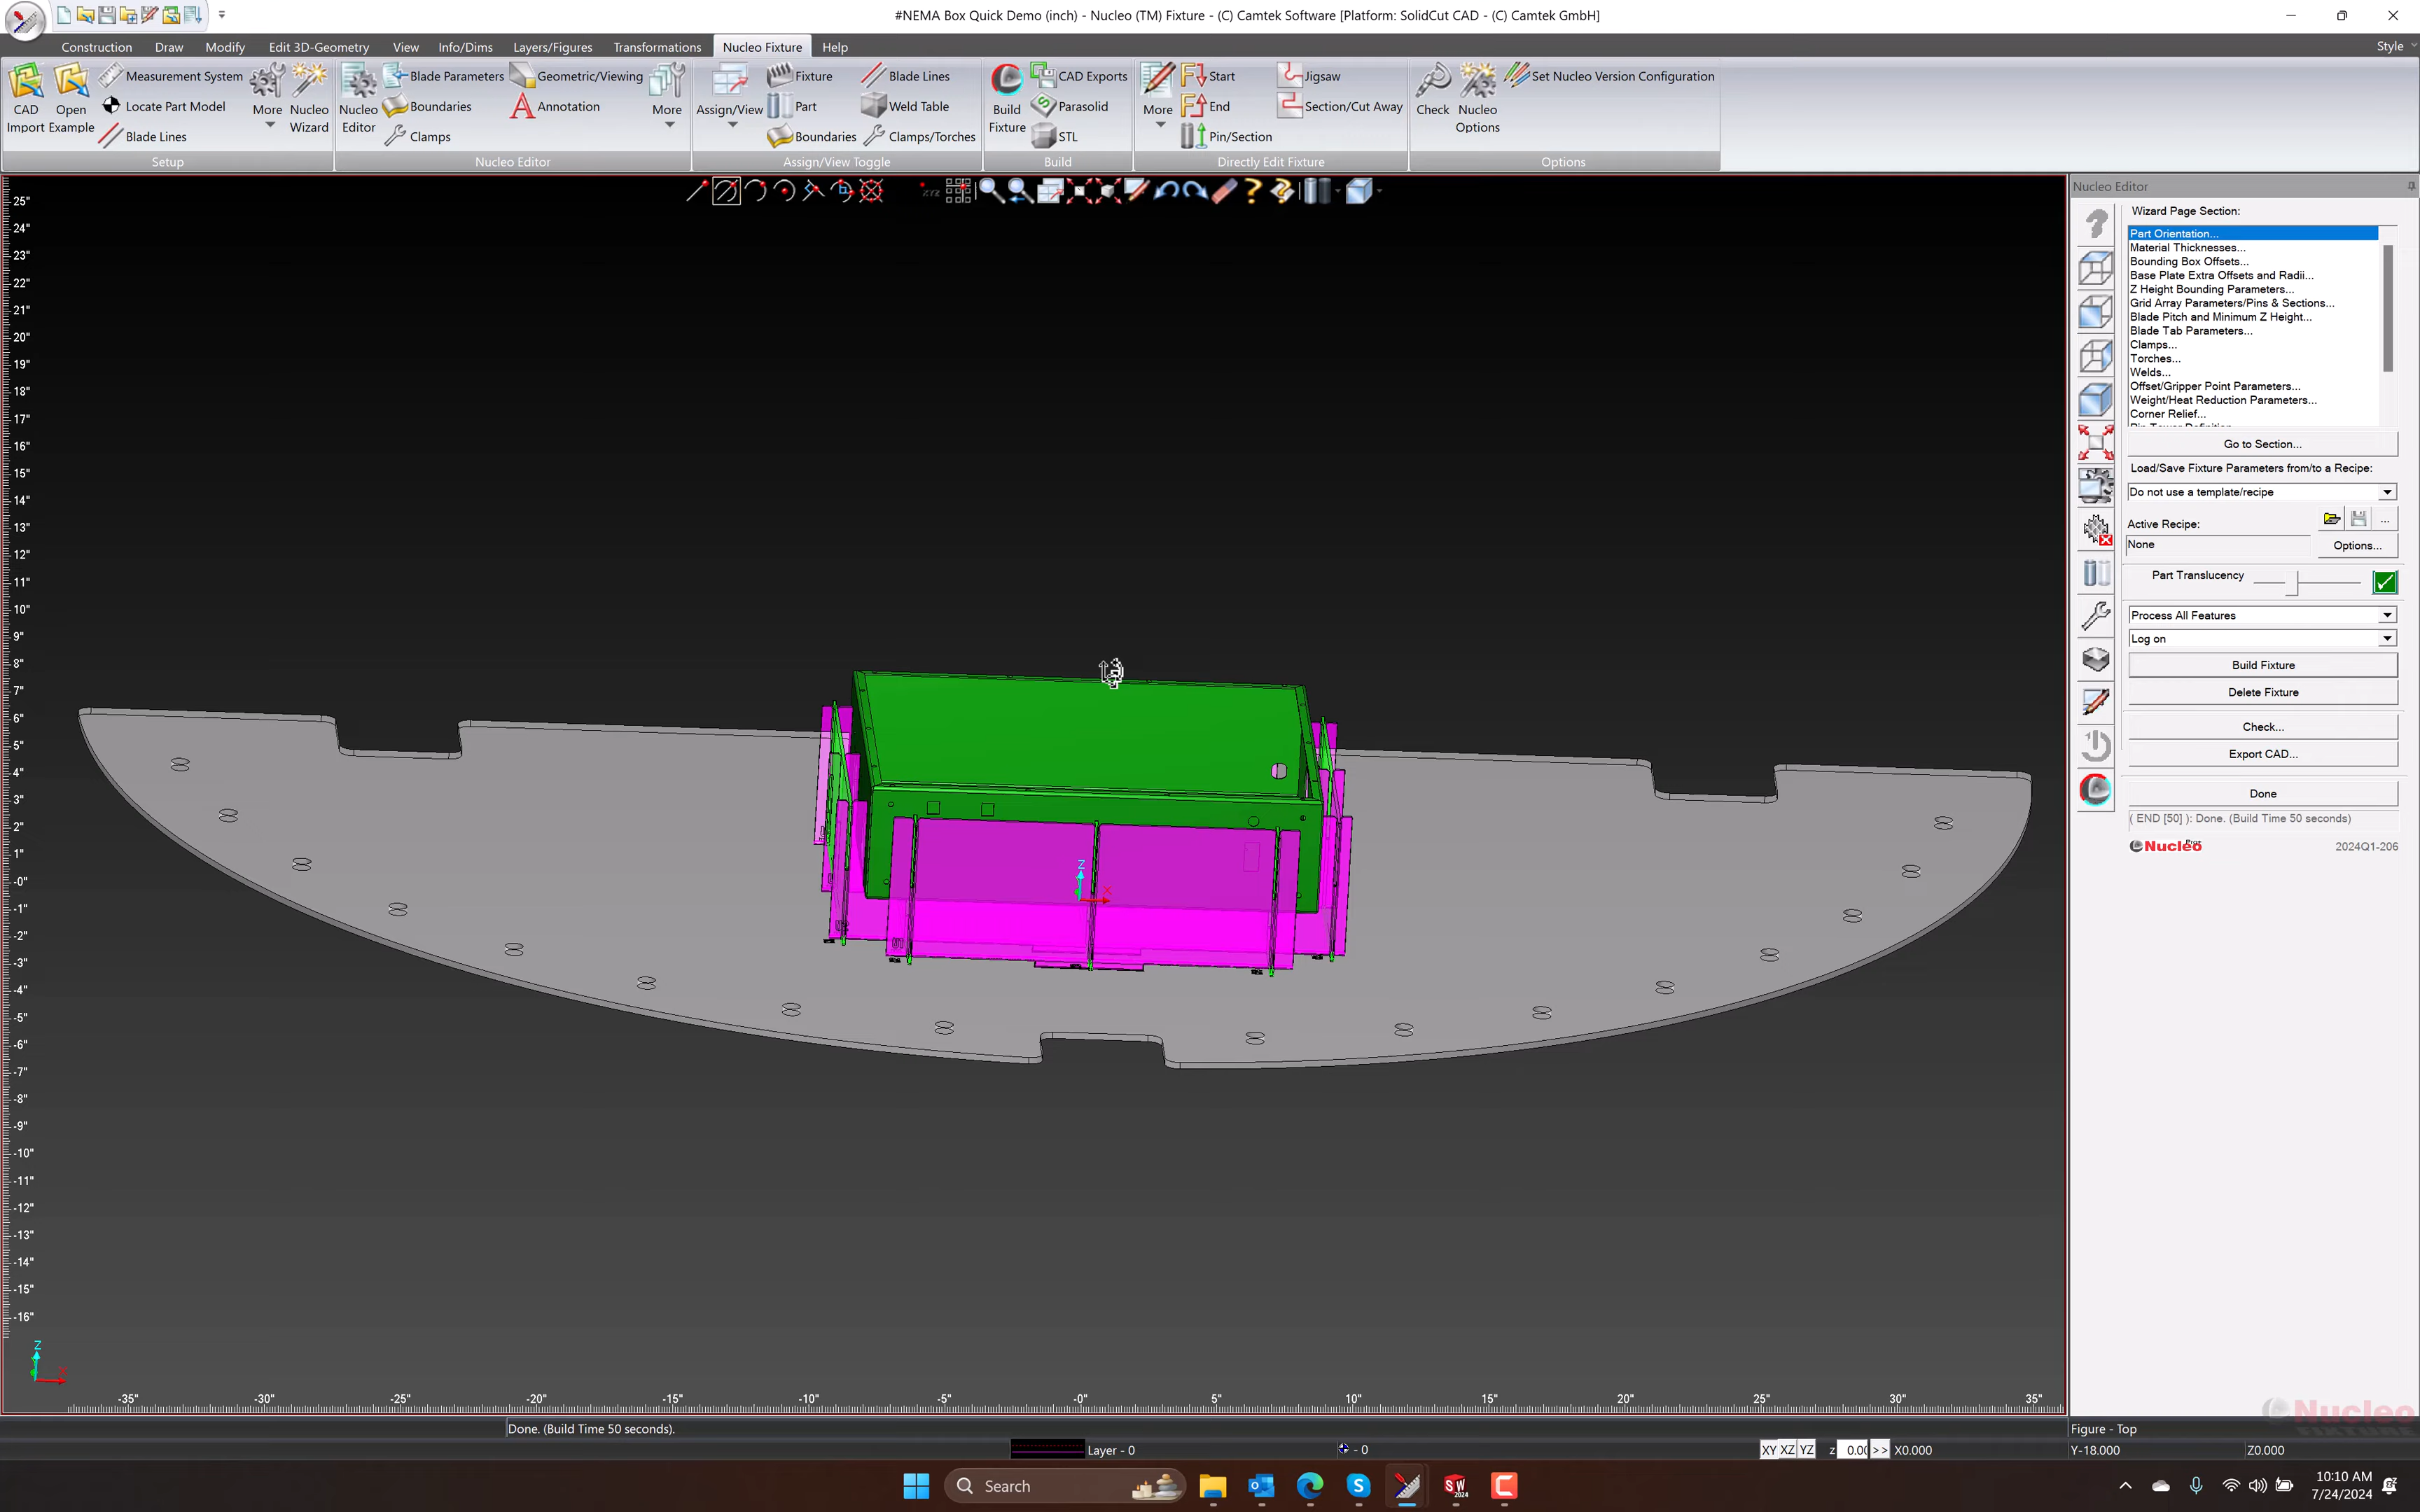 #NEMA Box Quick Demo (inch) - Nucleo (TM) Fixture - (C) Camtek Software [Platform: SolidCut CAD - (C) Camtek GmbH]
Construction Draw Modify Edit 3D-Geometry View Info/Dims Layers/Figures Transformations Nucleo Fixture Help Style
CAD Import
Open Example
Measurement System
Locate Part Model
Blade Lines
More
Nucleo Wizard
Setup
Nucleo Editor
Blade Parameters
Boundaries
Clamps
Geometric/Viewing
Annotation
More
Nucleo Editor
Assign/View
Fixture
Part
Boundaries
Blade Lines
Weld Table
Clamps/Torches
Assign/View Toggle
Build Fixture
CAD Exports
Parasolid
STL
Build
More
Start
End
Pin/Section
Jigsaw
Section/Cut Away
Directly Edit Fixture
Check
Nucleo Options
Set Nucleo Version Configuration
Options
25"
24"
23"
22"
21"
20"
19"
18"
17"
16"
15"
14"
13"
12"
11"
10"
9"
8"
7"
6"
5"
4"
3"
2"
1"
-0"
-1"
-2"
-3"
-4"
-5"
-6"
-7"
-8"
-9"
-10"
-11"
-12"
-13"
-14"
-15"
-16"
Z
X
Z
X
-35" -30" -25" -20" -15" -10" -5" -0" 5" 10" 15" 20" 25" 30" 35"
Nucleo Editor
Wizard Page Section:
Part Orientation...
Material Thicknesses...
Bounding Box Offsets...
Base Plate Extra Offsets and Radii...
Z Height Bounding Parameters...
Grid Array Parameters/Pins & Sections...
Blade Pitch and Minimum Z Height...
Blade Tab Parameters...
Clamps...
Torches...
Welds...
Offset/Gripper Point Parameters...
Weight/Heat Reduction Parameters...
Corner Relief...
Go to Section...
Load/Save Fixture Parameters from/to a Recipe:
Do not use a template/recipe
Active Recipe:
...
None
Options...
Part Translucency
Process All Features
Log on
Build Fixture
Delete Fixture
Check...
Export CAD...
Done
( END [50] ): Done. (Build Time 50 seconds)
Nucleo Pro+ 2024Q1-206
Nucleo
FIXTURE
Done. (Build Time 50 seconds).
Figure - Top
Layer - 0
- 0
XY XZ YZ z 0.00 >> X0.000 Y-18.000 Z0.000
Search
SW 2024
10:10 AM
7/24/2024